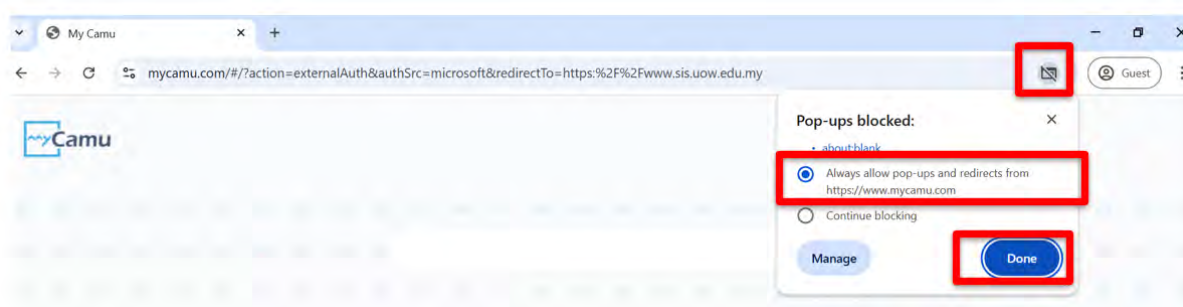 My Camu
mycamu.com/#/?action=externalAuth&authSrc=microsoft&redirectTo=https:%2F%2Fwww.sis.uow.edu.my
Guest
myCamu
Pop-ups blocked:
• about:blank
Always allow pop-ups and redirects from
https://www.mycamu.com
Continue blocking
Manage
Done